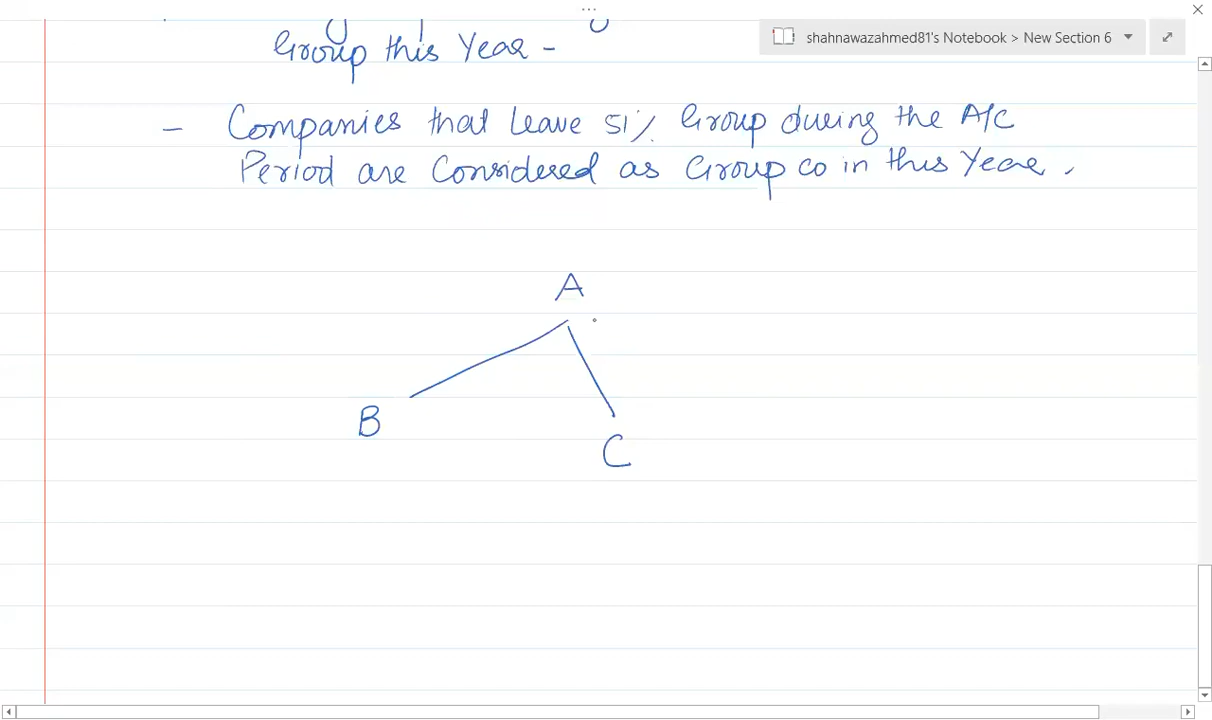 shahnawazahmed81's Notebook > New Section 6
Group this Year -
- Companies that leave 51% Group during the A/C
Period are Considered as Group co in this Year.
A
B
C